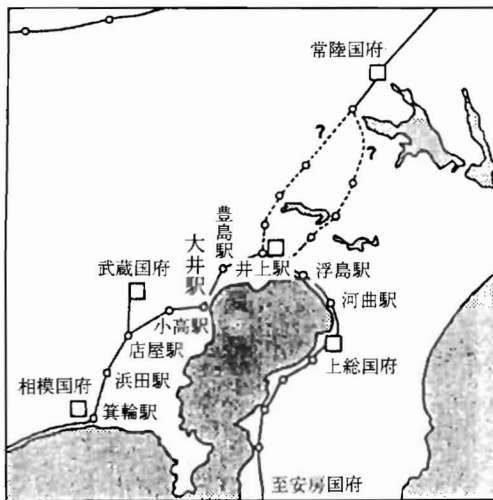 常陸国府
?
?
豊島駅
大井駅
井上駅
浮島駅
武蔵国府
河曲駅
小高駅
店屋駅
上総国府
浜田駅
相模国府
箕輪駅
至安房国府